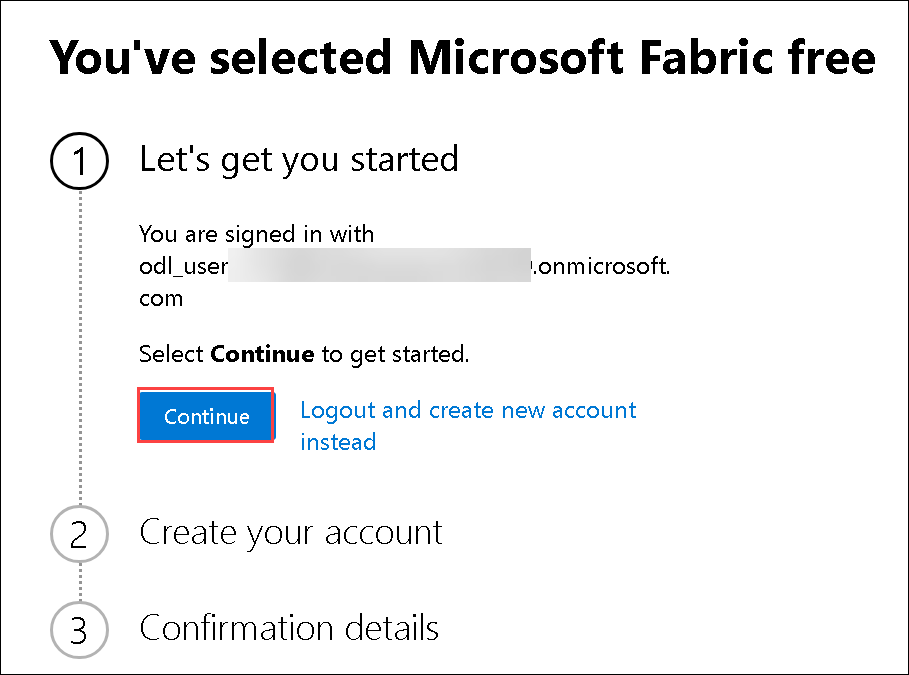 You've selected Microsoft Fabric free
1
Let's get you started
You are signed in with
odl_user .onmicrosoft.
com
Select Continue to get started.
Continue
Logout and create new account
instead
2
Create your account
3
Confirmation details